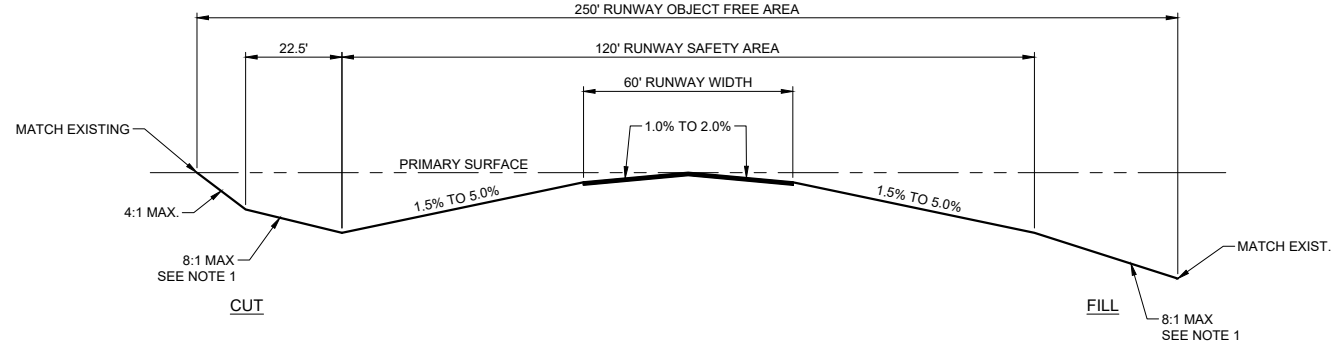 250' RUNWAY OBJECT FREE AREA
22.5'
120' RUNWAY SAFETY AREA
60' RUNWAY WIDTH
MATCH EXISTING
1.0% TO 2.0%
PRIMARY SURFACE
4:1 MAX.
1.5% TO 5.0%
1.5% TO 5.0%
8:1 MAX
SEE NOTE 1
MATCH EXIST.
CUT
FILL
8:1 MAX
SEE NOTE 1